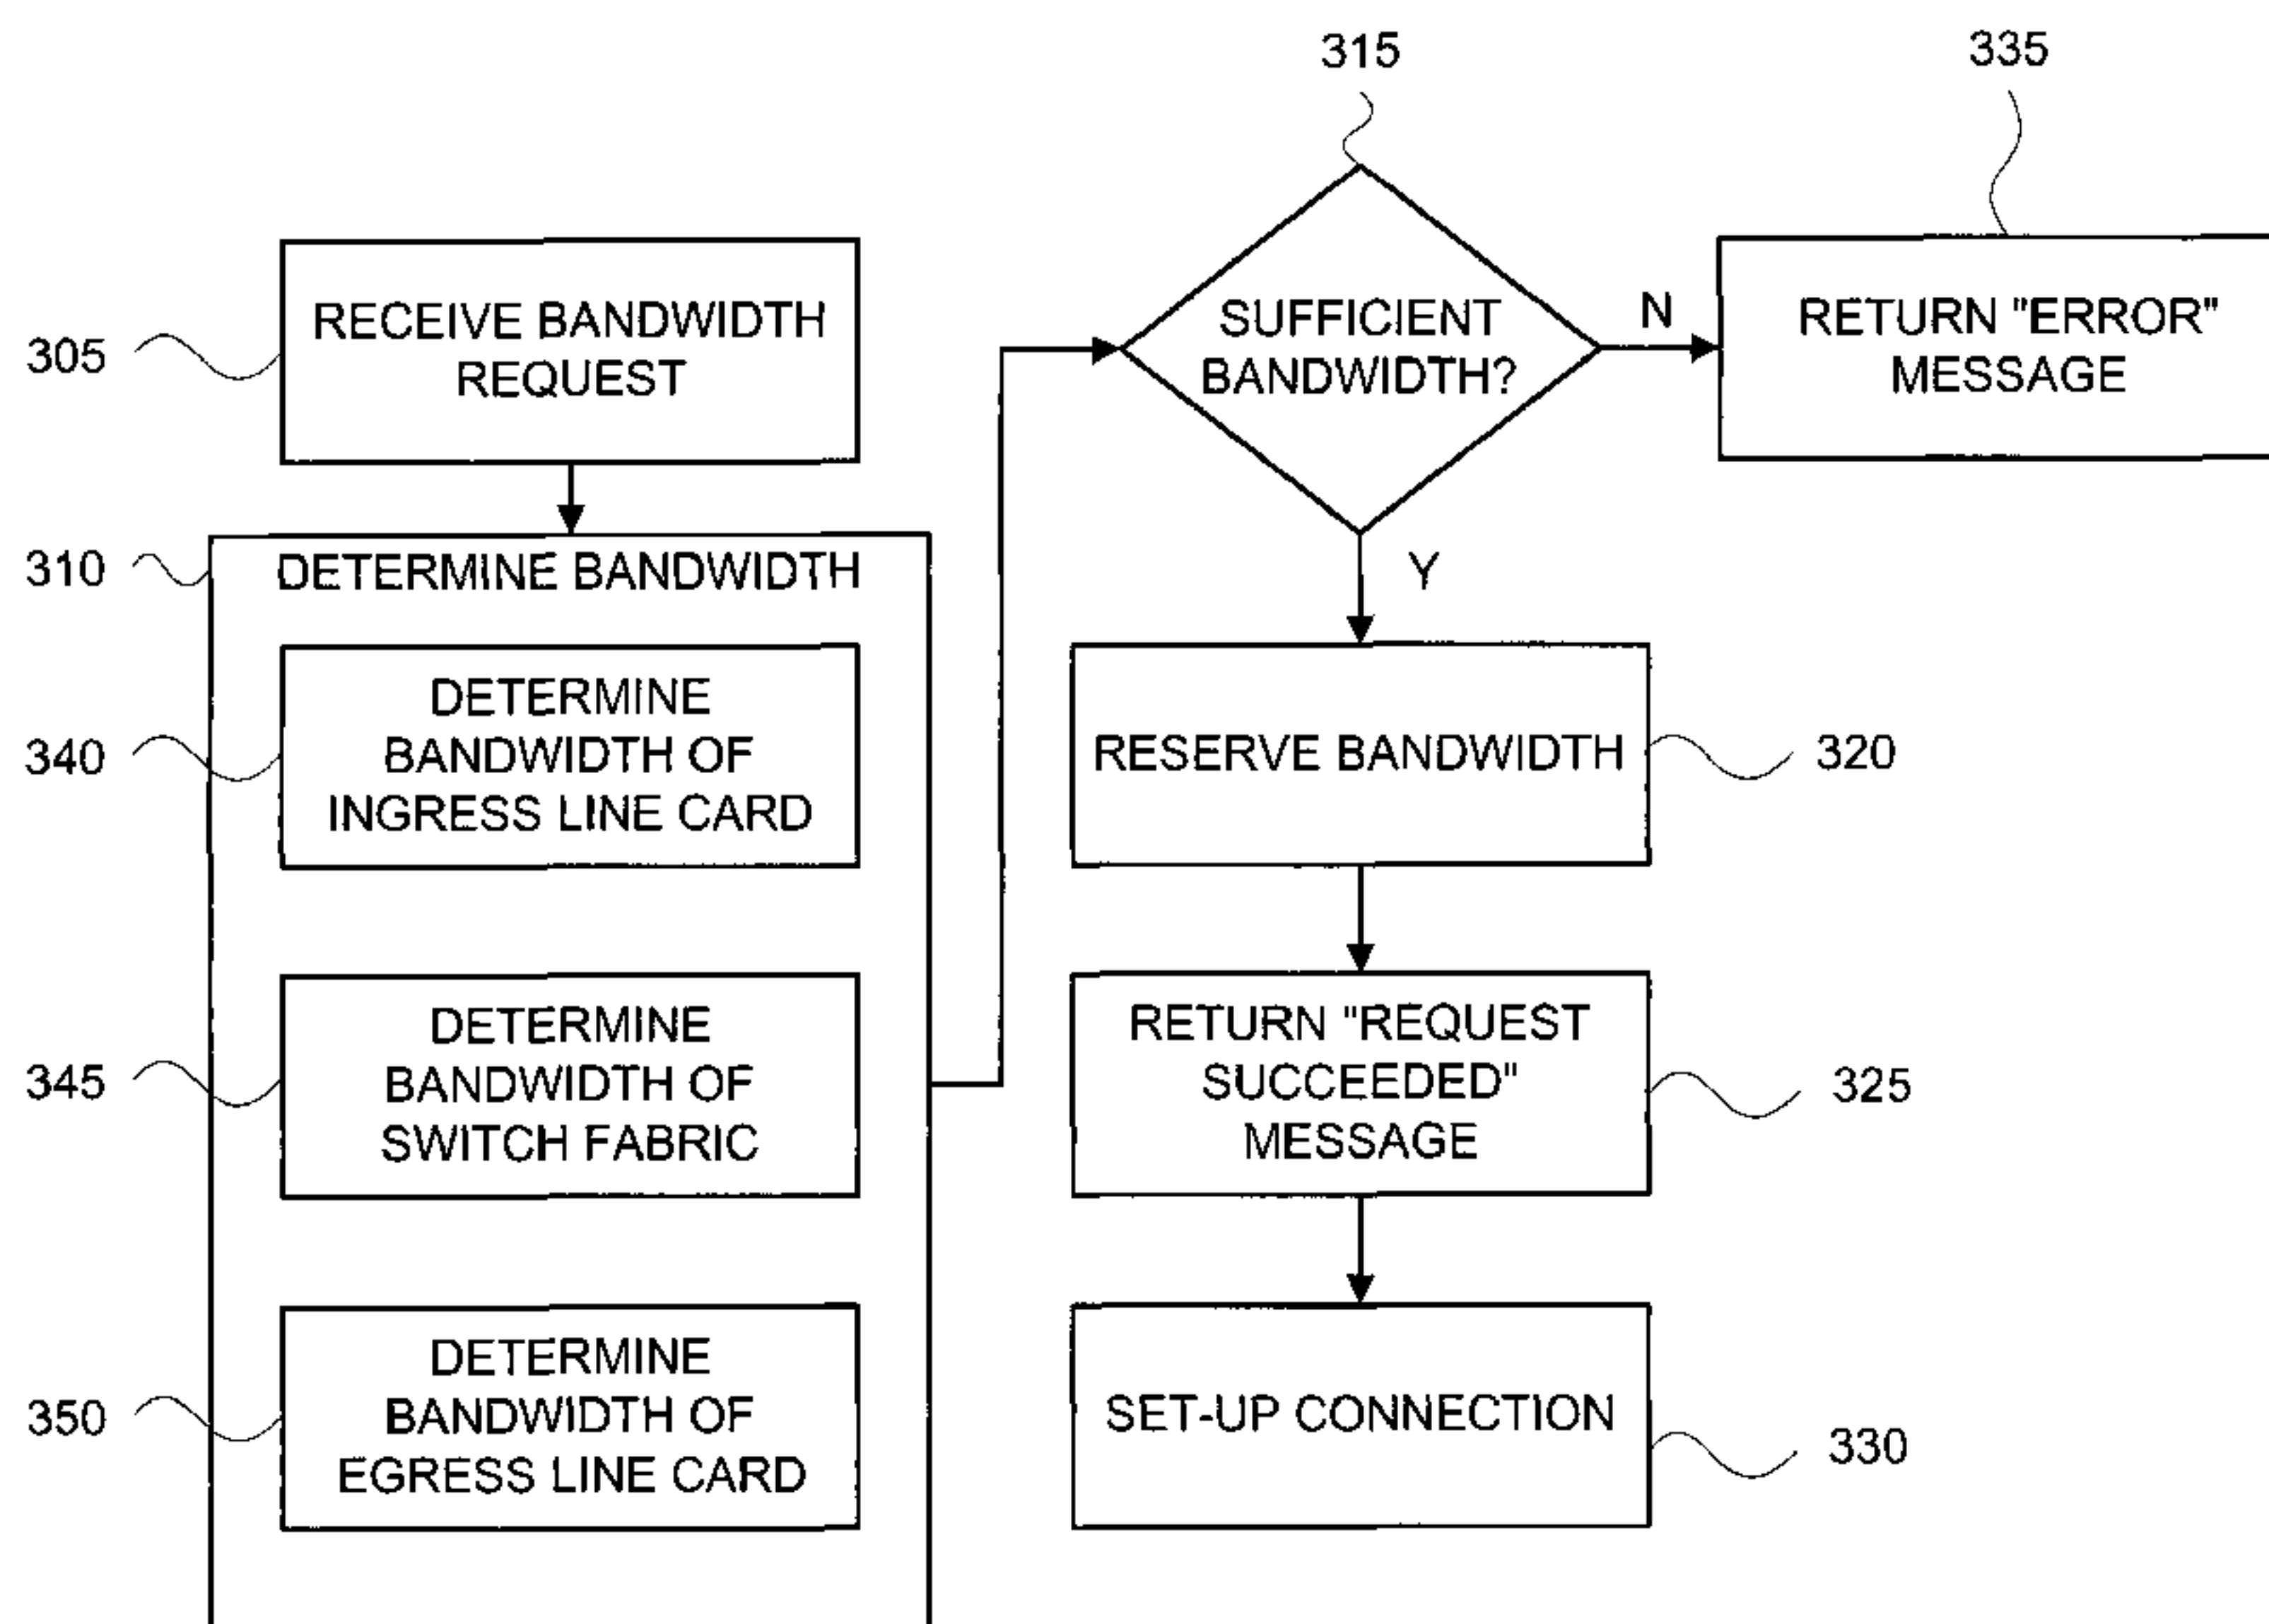 305
RECEIVE BANDWIDTH
REQUEST
310
DETERMINE BANDWIDTH
340
DETERMINE
BANDWIDTH OF
INGRESS LINE CARD
345
DETERMINE
BANDWIDTH OF
SWITCH FABRIC
350
DETERMINE
BANDWIDTH OF
EGRESS LINE CARD
315
SUFFICIENT
BANDWIDTH?
N
335
RETURN "ERROR"
MESSAGE
Y
RESERVE BANDWIDTH
320
RETURN "REQUEST
SUCCEEDED"
MESSAGE
325
SET-UP CONNECTION
330